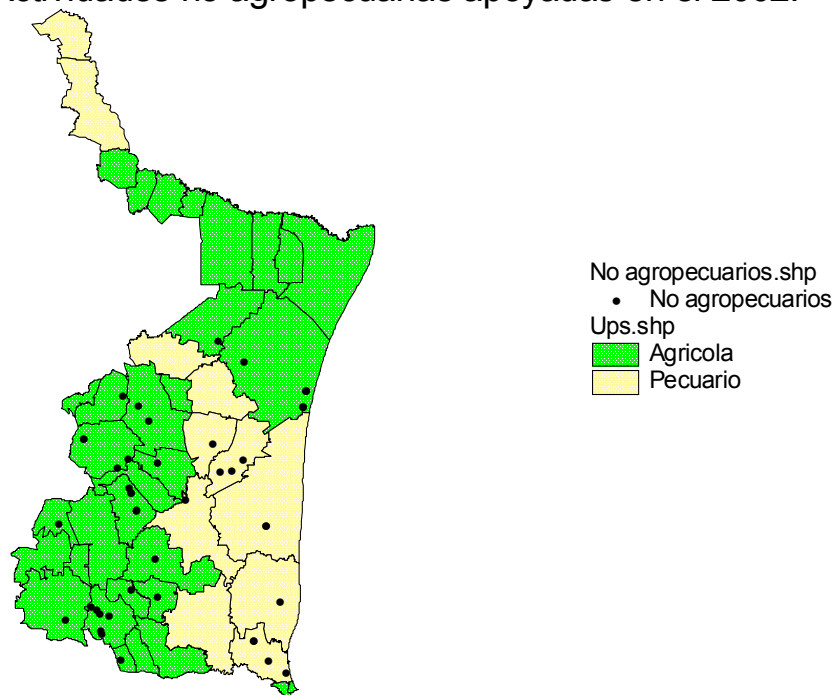 no agropecuarias apoyadas en el 2002.
No agropecuarios.shp
No agropecuarios
Ups.shp
Agricola
Pecuario